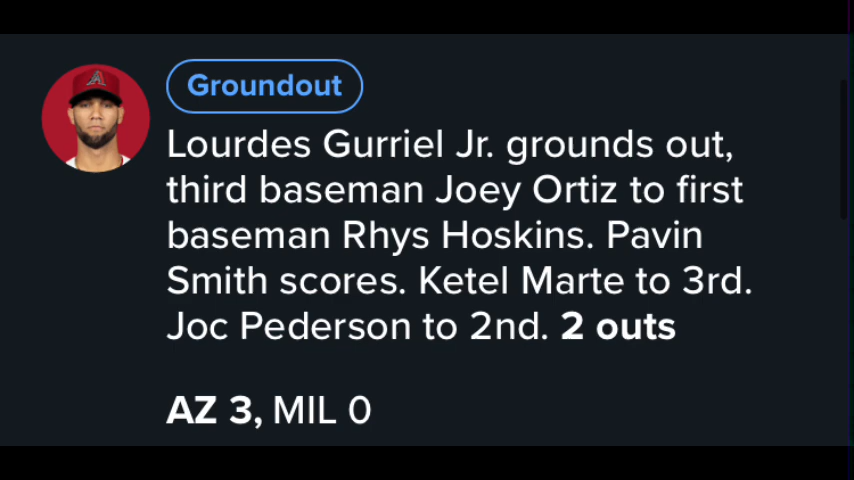 Groundout
Lourdes Gurriel Jr. grounds out,
third baseman Joey Ortiz to first
baseman Rhys Hoskins. Pavin
Smith scores. Ketel Marte to 3rd.
Joc Pederson to 2nd. 2 outs
AZ 3, MIL 0